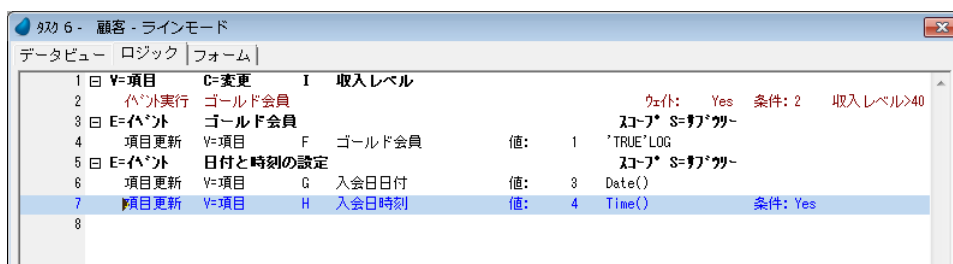 ﾀｽｸ 6 - 顧客 - ラインモード
データビュー ロジック フォーム
1 V=項目 C=変更 I 収入レベル
2 ｲﾍﾞﾝﾄ実行 ゴールド会員 ｳｪｲﾄ: Yes 条件: 2 収入レベル>40
3 E=ｲﾍﾞﾝﾄ ゴールド会員 ｽｺｰﾌﾟ S=ｻﾌﾞﾂﾘｰ
4 項目更新 V=項目 F ゴールド会員 値: 1 'TRUE'LOG
5 E=ｲﾍﾞﾝﾄ 日付と時刻の設定 ｽｺｰﾌﾟ S=ｻﾌﾞﾂﾘｰ
6 項目更新 V=項目 G 入会日日付 値: 3 Date()
7 項目更新 V=項目 H 入会日時刻 値: 4 Time() 条件: Yes
8